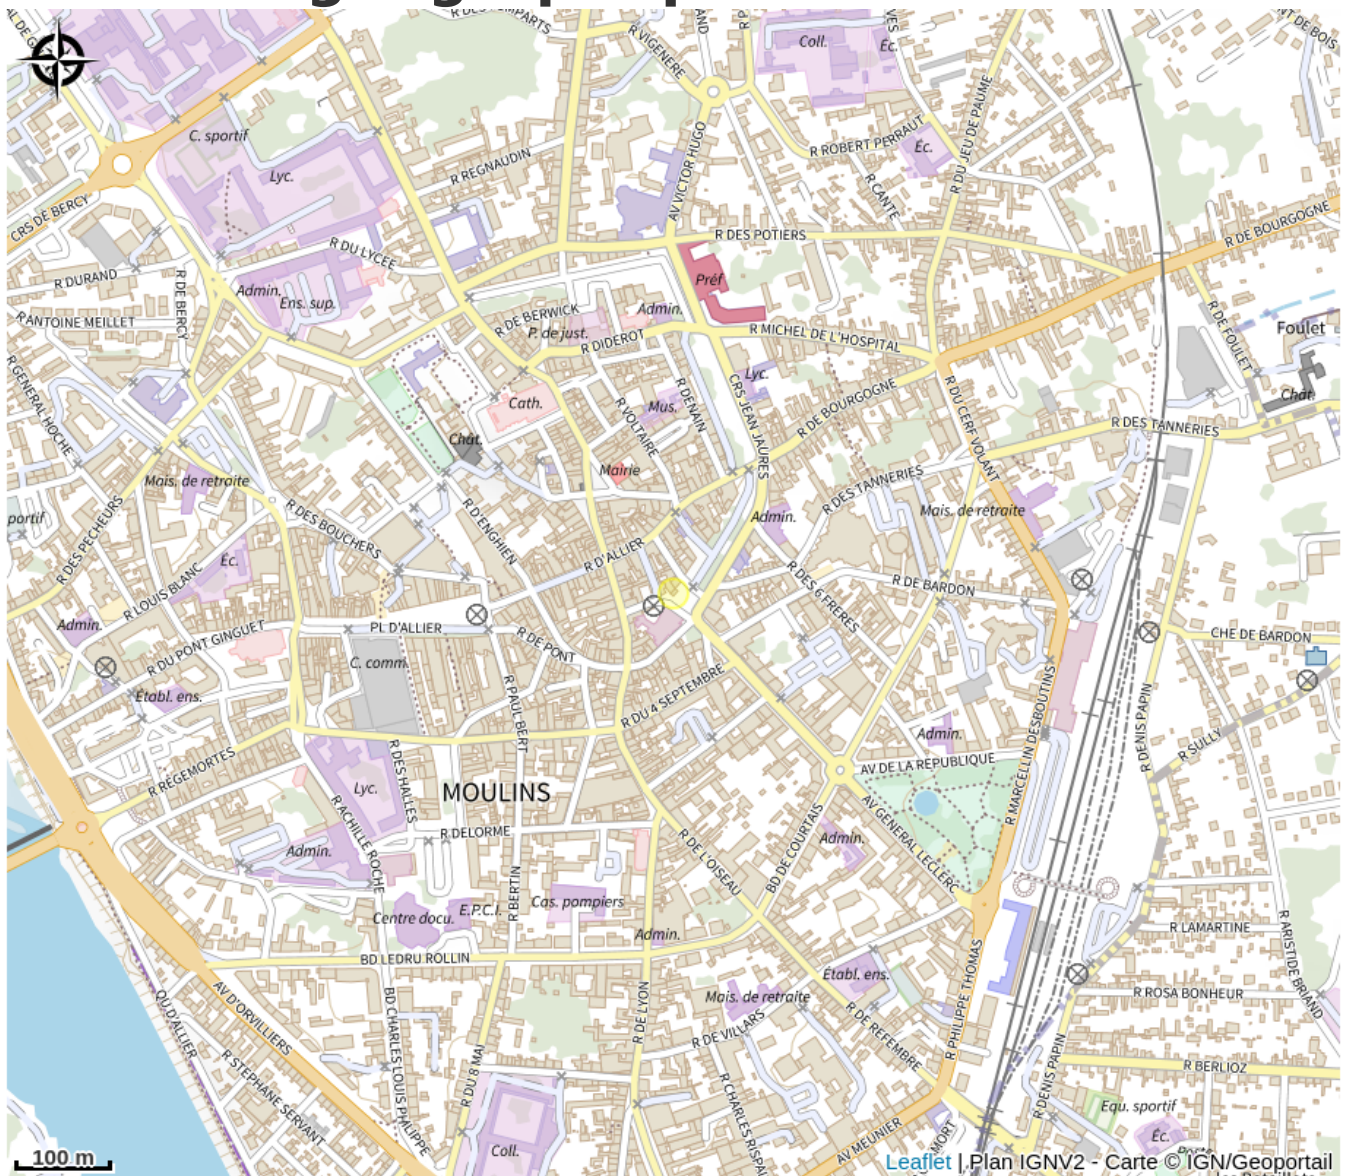 R DES REMPARTS
R VIGENERE
Coll.
Éc.
NT DE BOIS
C. sportif
Lyc.
R REGNAUDIN
AV VICTOR HUGO
R ROBERT PERRAUT
Éc.
R DU JEU DE PAUME
R CANTE
CRS DE BERCY
R DU LYCEE
R DES POTIERS
R DE BOURGOGNE
R DURAND
R DE BERCY
Admin.
Ens. sup.
Préf
R ANTOINE MEILLET
R DE BERWICK
P. de just.
Admin.
R DIDEROT
R MICHEL DE L'HOSPITAL
R DE FOULET
Foulet
R GENERAL HOCHE
Cath.
R VOLTAIRE
Mus.
R DENAIN
CRS JEAN JAURES
Lyc.
R DE BOURGOGNE
R DU CERF VOLANT
Chât.
R DES TANNERIES
Chât.
Mairie
Mais. de retraite
R DES TANNERIES
R DES PECHEURS
portif
R DES BOUCHERS
R D'ENGHIEN
Admin.
Mais. de retraite
R D'ALLIER
Éc.
R LOUIS BLANC
R DES 6 FRERES
R DE BARDON
Admin.
R DU PONT GINGUET
PL D'ALLIER
R DE PONT
CHE DE BARDON
C. comm.
Établ. ens.
R PAUL BERT
R DU 4 SEPTEMBRE
R MARCELLIN DESBOUTINS
R DENIS PAPIN
R SULLY
Admin.
R REGEMORTES
R DES HALLES
AV DE LA REPUBLIQUE
Lyc.
MOULINS
R ACHILLE ROCHE
R DELORME
AV GENERAL LECLERC
R DE L'OISEAU
BD DE COURTAIS
Admin.
Admin.
R BERTIN
Cas. pompiers
E.P.C.I.
Centre docu.
Admin.
R LAMARTINE
R ARISTIDE BRIAND
BD LEDRU ROLLIN
Établ. ens.
R PHILIPPE THOMAS
AV D'ORVILLIERS
QU D'ALLIER
BD CHARLES LOUIS PHILIPPE
R DE LYON
Mais. de retraite
R DE VILLARS
R DE REFEMBRE
R ROSA BONHEUR
R STEPHANE SERVANT
R DU 8 MAI
R CHARLES RISPAL
R DENIS PAPIN
R BERLIOZ
Equ. sportif
Éc.
Coll.
AV MEUNIER
MORT
100 m
Leaflet | Plan IGNV2 - Carte © IGN/Geoportail